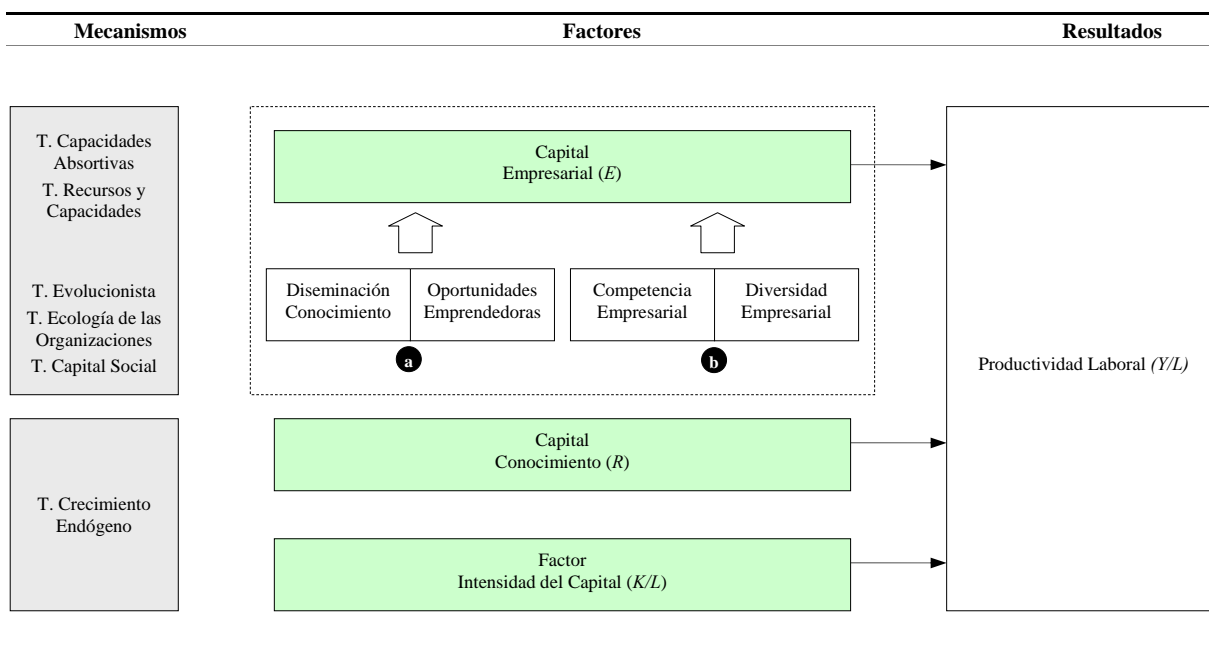 Mecanismos
Factores
Resultados
T. Capacidades
Absortivas
T. Recursos y
Capacidades
T. Evolucionista
T. Ecología de las
Organizaciones
T. Capital Social
Capital
Empresarial (E)
Diseminación
Conocimiento
Oportunidades
Emprendedoras
Competencia
Empresarial
Diversidad
Empresarial
a
b
Productividad Laboral (Y/L)
T. Crecimiento
Endógeno
Capital
Conocimiento (R)
Factor
Intensidad del Capital (K/L)